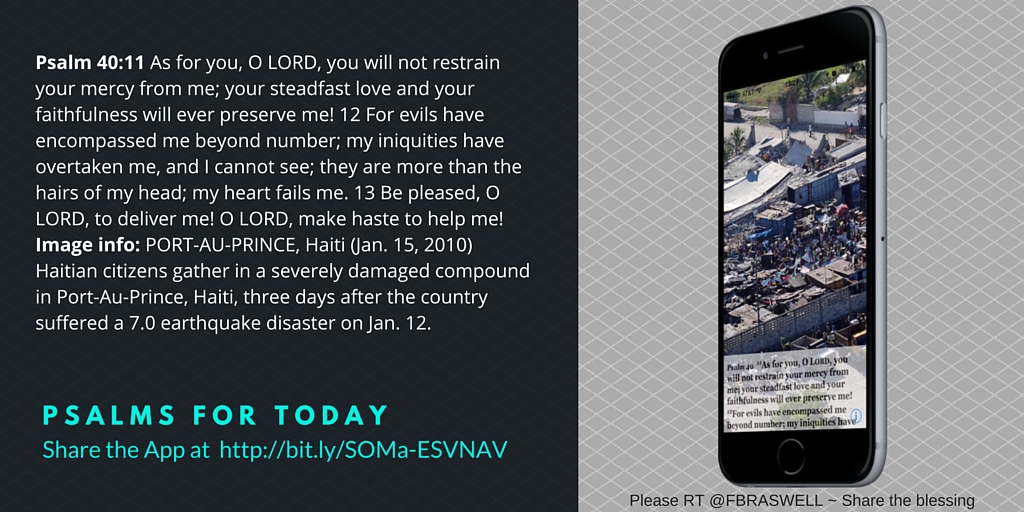 Psalm 40:11 As for you, O LORD, you will not restrain
your mercy from me; your steadfast love and your
faithfulness will ever preserve me! 12 For evils have
encompassed me beyond number; my iniquities have
overtaken me, and I cannot see; they are more than the
hairs of my head; my heart fails me. 13 Be pleased, O
LORD, to deliver me! O LORD, make haste to help me!
Image info: PORT-AU-PRINCE, Haiti (Jan. 15, 2010)
Haitian citizens gather in a severely damaged compound
in Port-Au-Prince, Haiti, three days after the country
suffered a 7.0 earthquake disaster on Jan. 12.
PSALMS FOR TODAY
Share the App at http://bit.ly/SOMa-ESVNAV
Psalm 40 11As for you, O LORD, you
will not restrain your mercy from
me; your steadfast love and your
faithfulness will ever preserve me!
12For evils have encompassed me
beyond number; my iniquities have
Please RT @FBRASWELL ~ Share the blessing